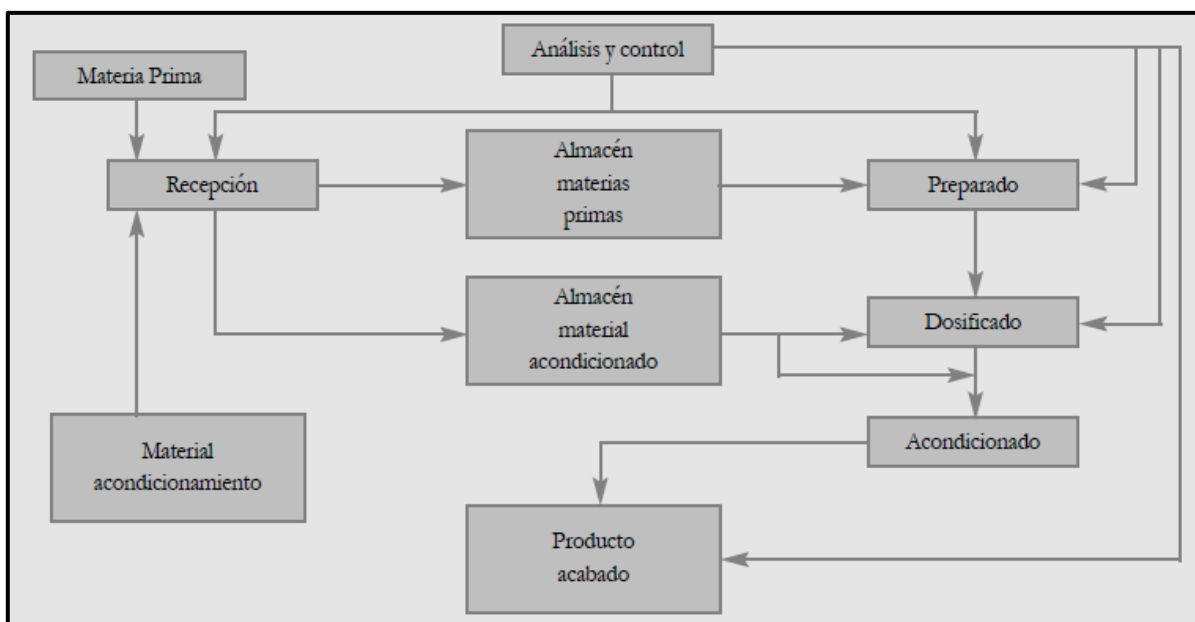 Análisis y control
Materia Prima
Recepción
Almacén
materias
primas
Preparado
Almacén
material
acondicionado
Dosificado
Material
acondicionamiento
Acondicionado
Producto
acabado